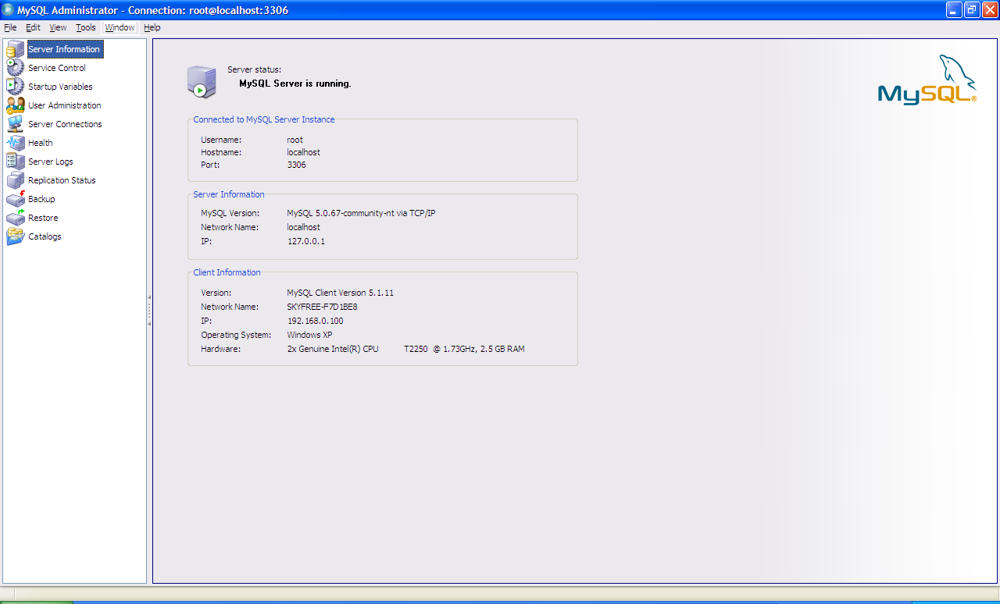 MySQL Administrator - Connection: root@localhost:3306
File Edit View Tools Window Help
Server Information
Service Control
Startup Variables
User Administration
Server Connections
Health
Server Logs
Replication Status
Backup
Restore
Catalogs
Server status:
MySQL Server is running.
MySQL®
Connected to MySQL Server Instance
Username: root
Hostname: localhost
Port: 3306
Server Information
MySQL Version: MySQL 5.0.67-community-nt via TCP/IP
Network Name: localhost
IP: 127.0.0.1
Client Information
Version: MySQL Client Version 5.1.11
Network Name: SKYFREE-F7D1BE8
IP: 192.168.0.100
Operating System: Windows XP
Hardware: 2x Genuine Intel(R) CPU T2250 @ 1.73GHz, 2.5 GB RAM